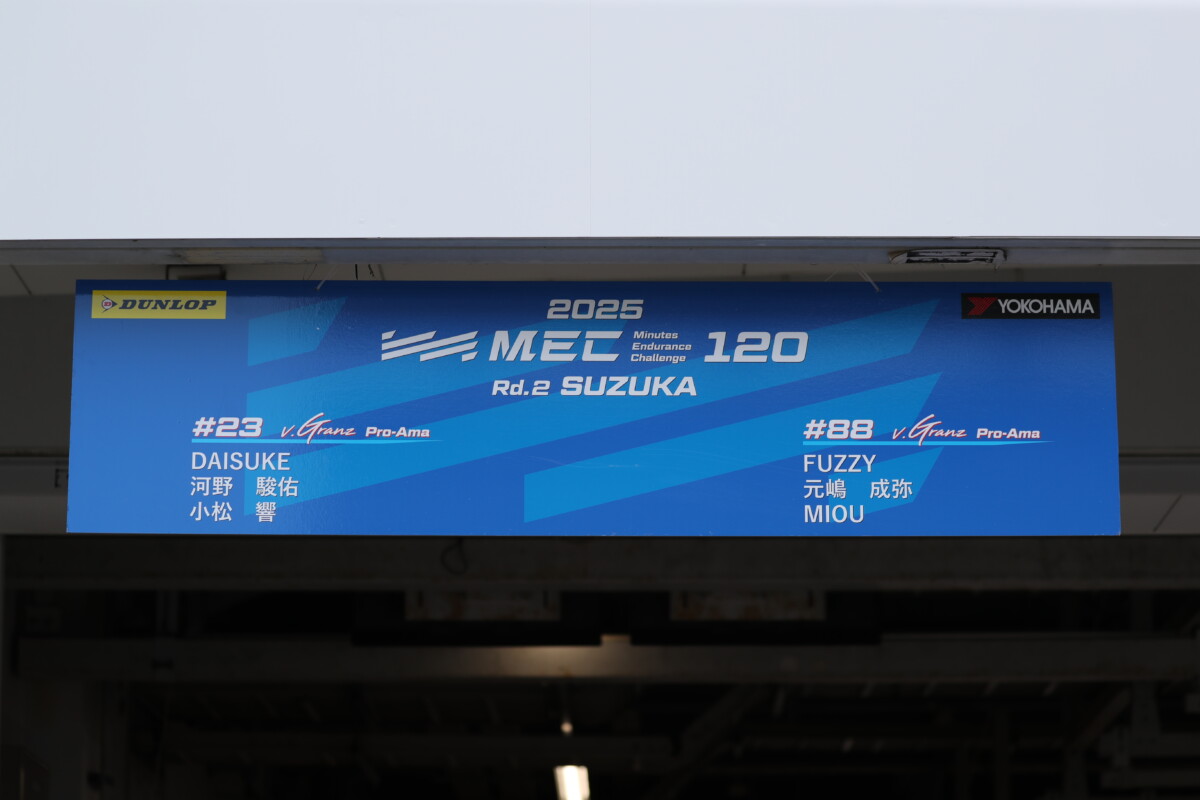 DUNLOP
YOKOHAMA
2025
MEC Minutes Endurance Challenge 120
Rd.2 SUZUKA
#23 v.Granz Pro-Ama
DAISUKE
河野 駿佑
小松 響
#88 v.Granz Pro-Ama
FUZZY
元嶋 成弥
MIOU